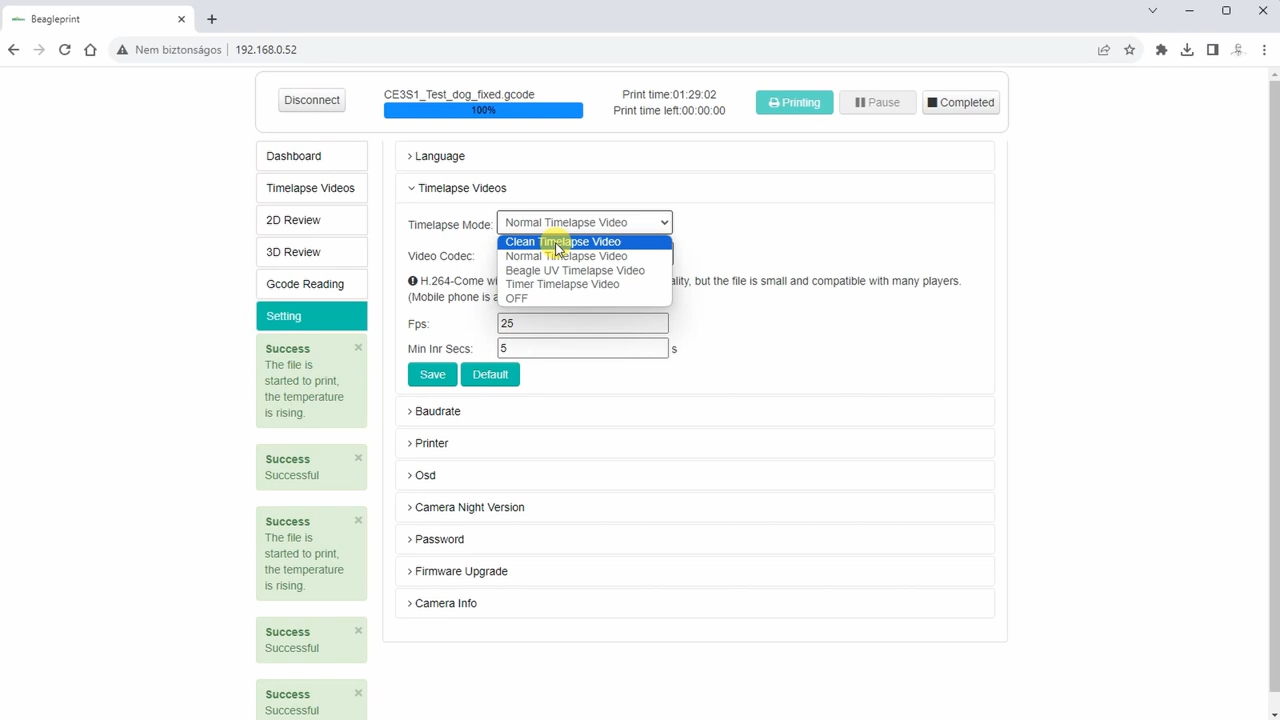 Beagleprint
Nem biztonságos
192.168.0.52
Disconnect
CE3S1_Test_dog_fixed.gcode
100%
Print time:01:29:02
Print time left:00:00:00
Printing
Pause
Completed
Dashboard
Timelapse Videos
2D Review
3D Review
Gcode Reading
Setting
Success
The file is
started to print,
the temperature
is rising.
Success
Successful
Success
The file is
started to print,
the temperature
is rising.
Success
Successful
Success
Successful
Language
Timelapse Videos
Timelapse Mode: Normal Timelapse Video
Clean Timelapse Video
Normal Timelapse Video
Beagle UV Timelapse Video
Timer Timelapse Video
OFF
Video Codec:
H.264-Come wi
ality, but the file is small and compatible with many players.
(Mobile phone is a
Fps: 25
Min Inr Secs: 5 s
Save
Default
Baudrate
Printer
Osd
Camera Night Version
Password
Firmware Upgrade
Camera Info